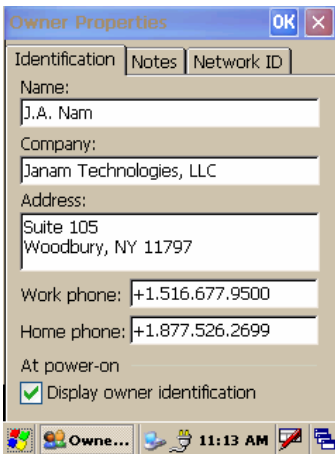 Owner Properties OK
Identification Notes Network ID
Name:
J.A. Nam
Company:
Janam Technologies, LLC
Address:
Suite 105
Woodbury, NY 11797
Work phone: +1.516.677.9500
Home phone: +1.877.526.2699
At power-on
Display owner identification
Owne... 11:13 AM